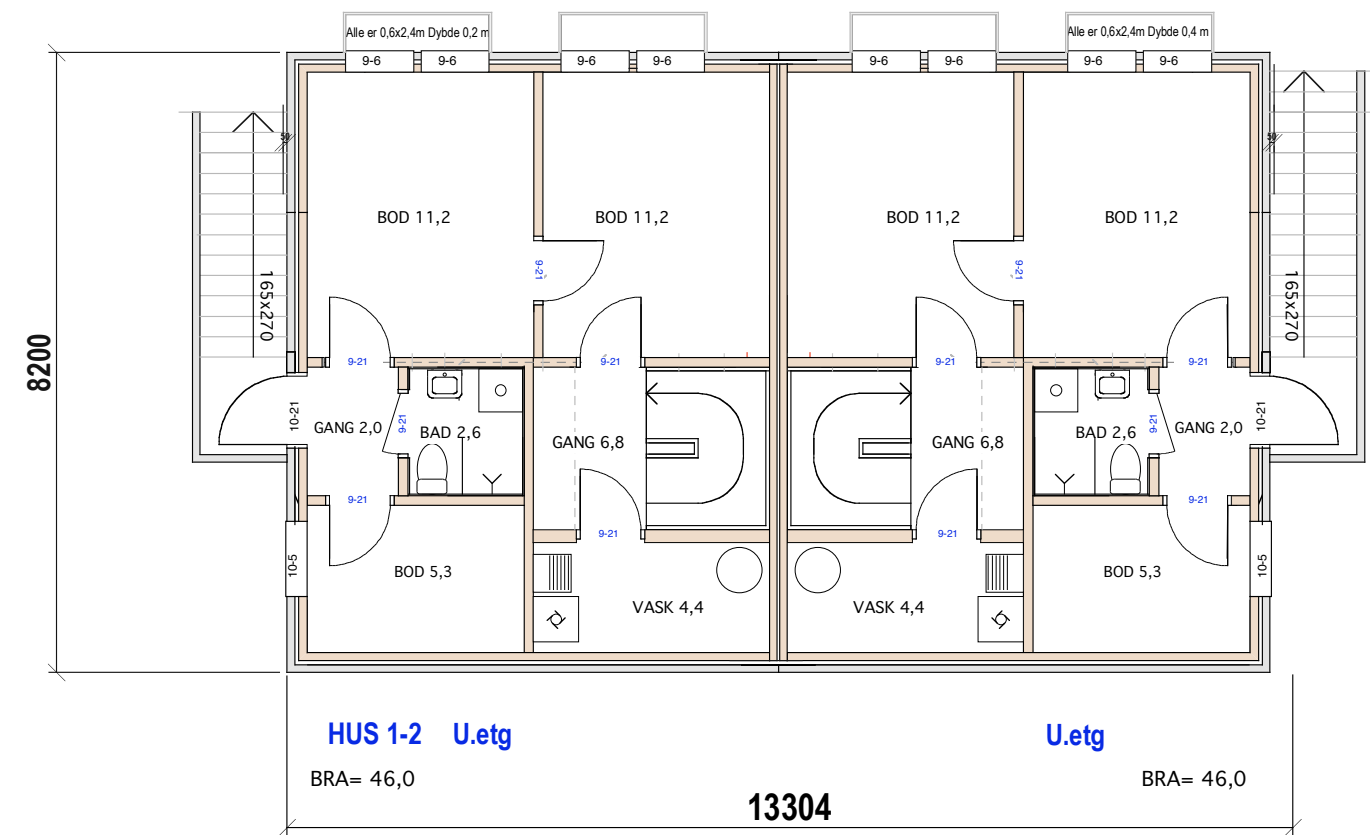 Alle er 0,6x2,4m Dybde 0,2 m
Alle er 0,6x2,4m Dybde 0,4 m
9-6 9-6 9-6 9-6 9-6 9-6 9-6 9-6
50 50
BOD 11,2 BOD 11,2 BOD 11,2 BOD 11,2
9-21 9-21
165x270 165x270
8200
9-21 9-21 9-21 9-21
10-21 GANG 2,0 9-21 BAD 2,6 GANG 6,8 GANG 6,8 BAD 2,6 9-21 GANG 2,0 10-21
9-21 9-21
9-21 9-21
10-5 BOD 5,3 BOD 5,3 10-5
VASK 4,4 VASK 4,4
HUS 1-2 U.etg U.etg
BRA= 46,0 BRA= 46,0
13304